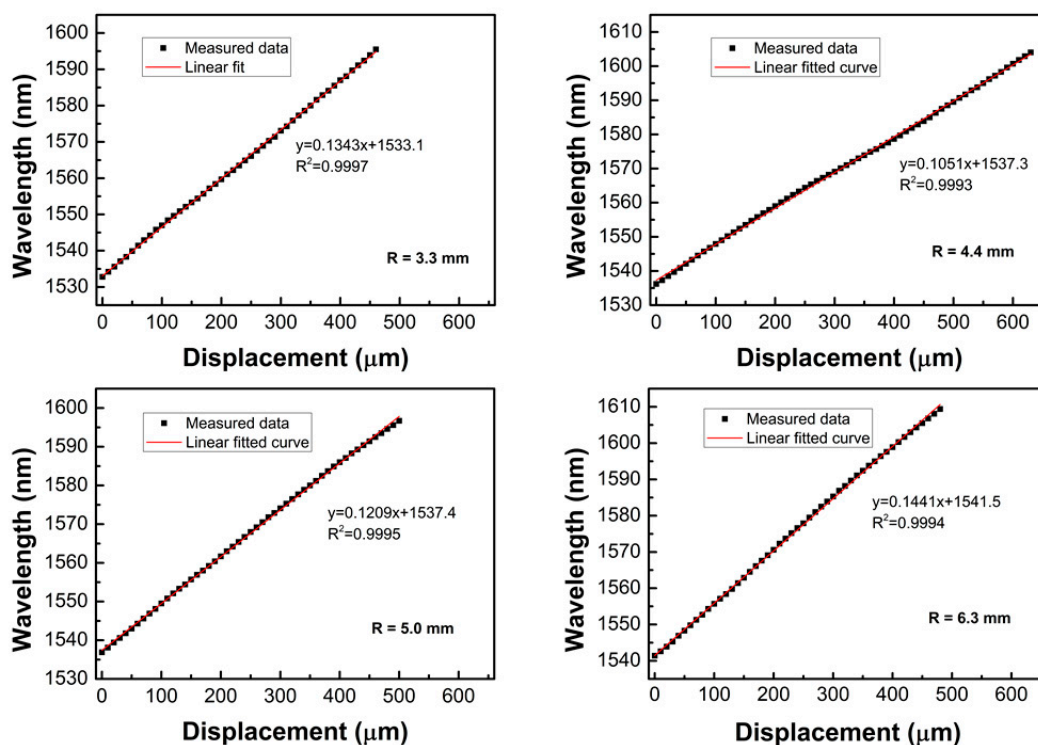 1600
1590
1580
1570
1560
1550
1540
1530
Wavelength (nm)
Measured data
Linear fit
y=0.1343x+1533.1
R²=0.9997
R = 3.3 mm
0 100 200 300 400 500 600
Displacement (μm)
1610
1600
1590
1580
1570
1560
1550
1540
1530
Wavelength (nm)
Measured data
Linear fitted curve
y=0.1051x+1537.3
R²=0.9993
R = 4.4 mm
0 100 200 300 400 500 600
Displacement (μm)
1600
1590
1580
1570
1560
1550
1540
1530
Wavelength (nm)
Measured data
Linear fitted curve
y=0.1209x+1537.4
R²=0.9995
R = 5.0 mm
0 100 200 300 400 500 600
Displacement (μm)
1610
1600
1590
1580
1570
1560
1550
1540
Wavelength (nm)
Measured data
Linear fitted curve
y=0.1441x+1541.5
R²=0.9994
R = 6.3 mm
0 100 200 300 400 500 600
Displacement (μm)